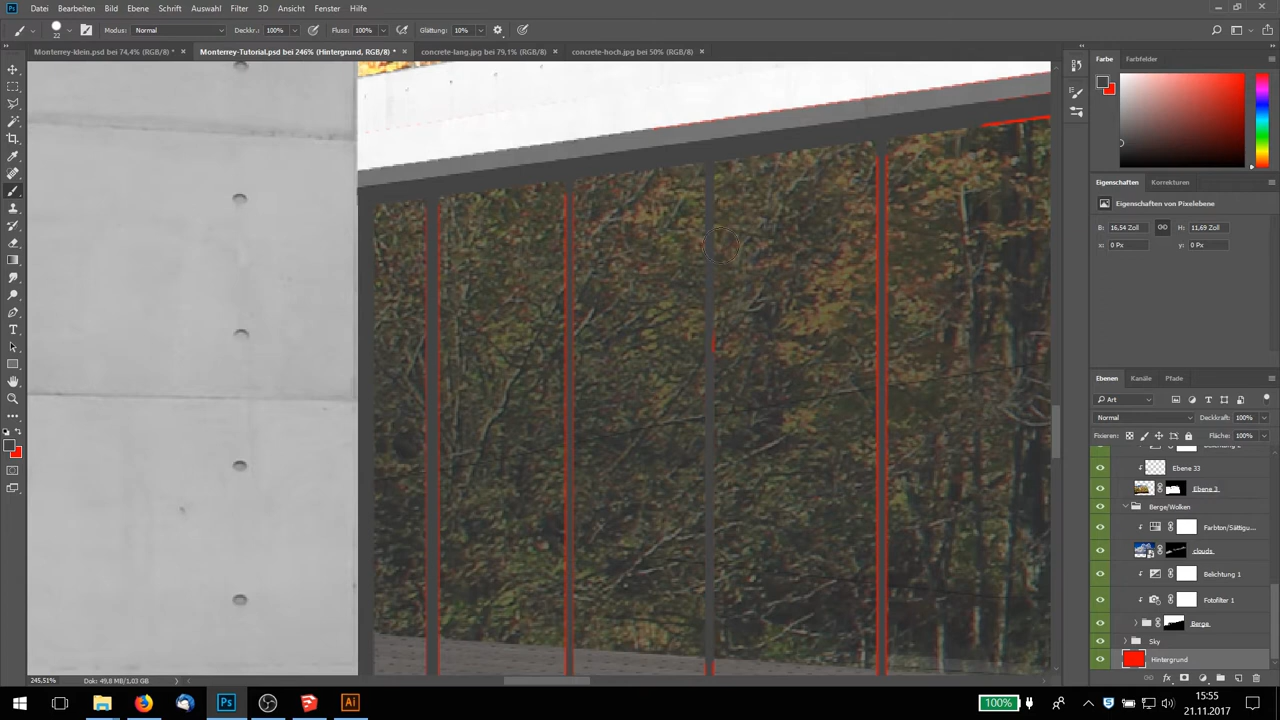 Datei Bearbeiten Bild Ebene Schrift Auswahl Filter 3D Ansicht Fenster Hilfe
22 Modus: Normal Deckkr.: 100% Fluss: 100% Glättung: 10%
Monterrey-klein.psd bei 74,4% (RGB/8) * × Monterrey-Tutorial.psd bei 246% (Hintergrund, RGB/8) * × concrete-lang.jpg bei 79,1% (RGB/8) × concrete-hoch.jpg bei 50% (RGB/8) ×
Farbe Farbfelder
Eigenschaften Korrekturen
Eigenschaften von Pixelebene
B: 16,54 Zoll H: 11,69 Zoll
x: 0 Px y: 0 Px
Ebenen Kanäle Pfade
Art
Normal Deckkraft: 100%
Fixieren: Fläche: 100%
Ebene 33
Ebene 3
Berge/Wolken
Farbton/Sättigu...
clouds
Belichtung 1
Fotofilter 1
Berge
Sky
Hintergrund
245,51% Dok: 49,8 MB/1,03 GB
Ps Ai
100%
15:55
21.11.2017